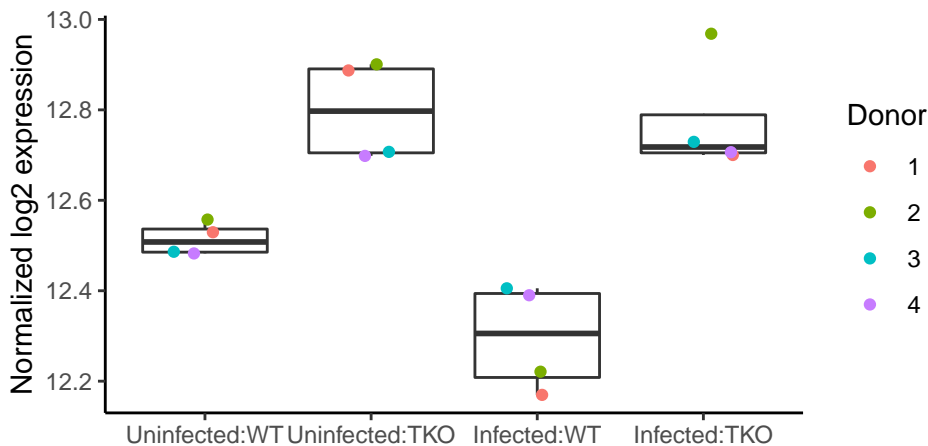 Normalized log2 expression
13.0
12.8
12.6
12.4
12.2
Uninfected:WT
Uninfected:TKO
Infected:WT
Infected:TKO
Donor
1
2
3
4